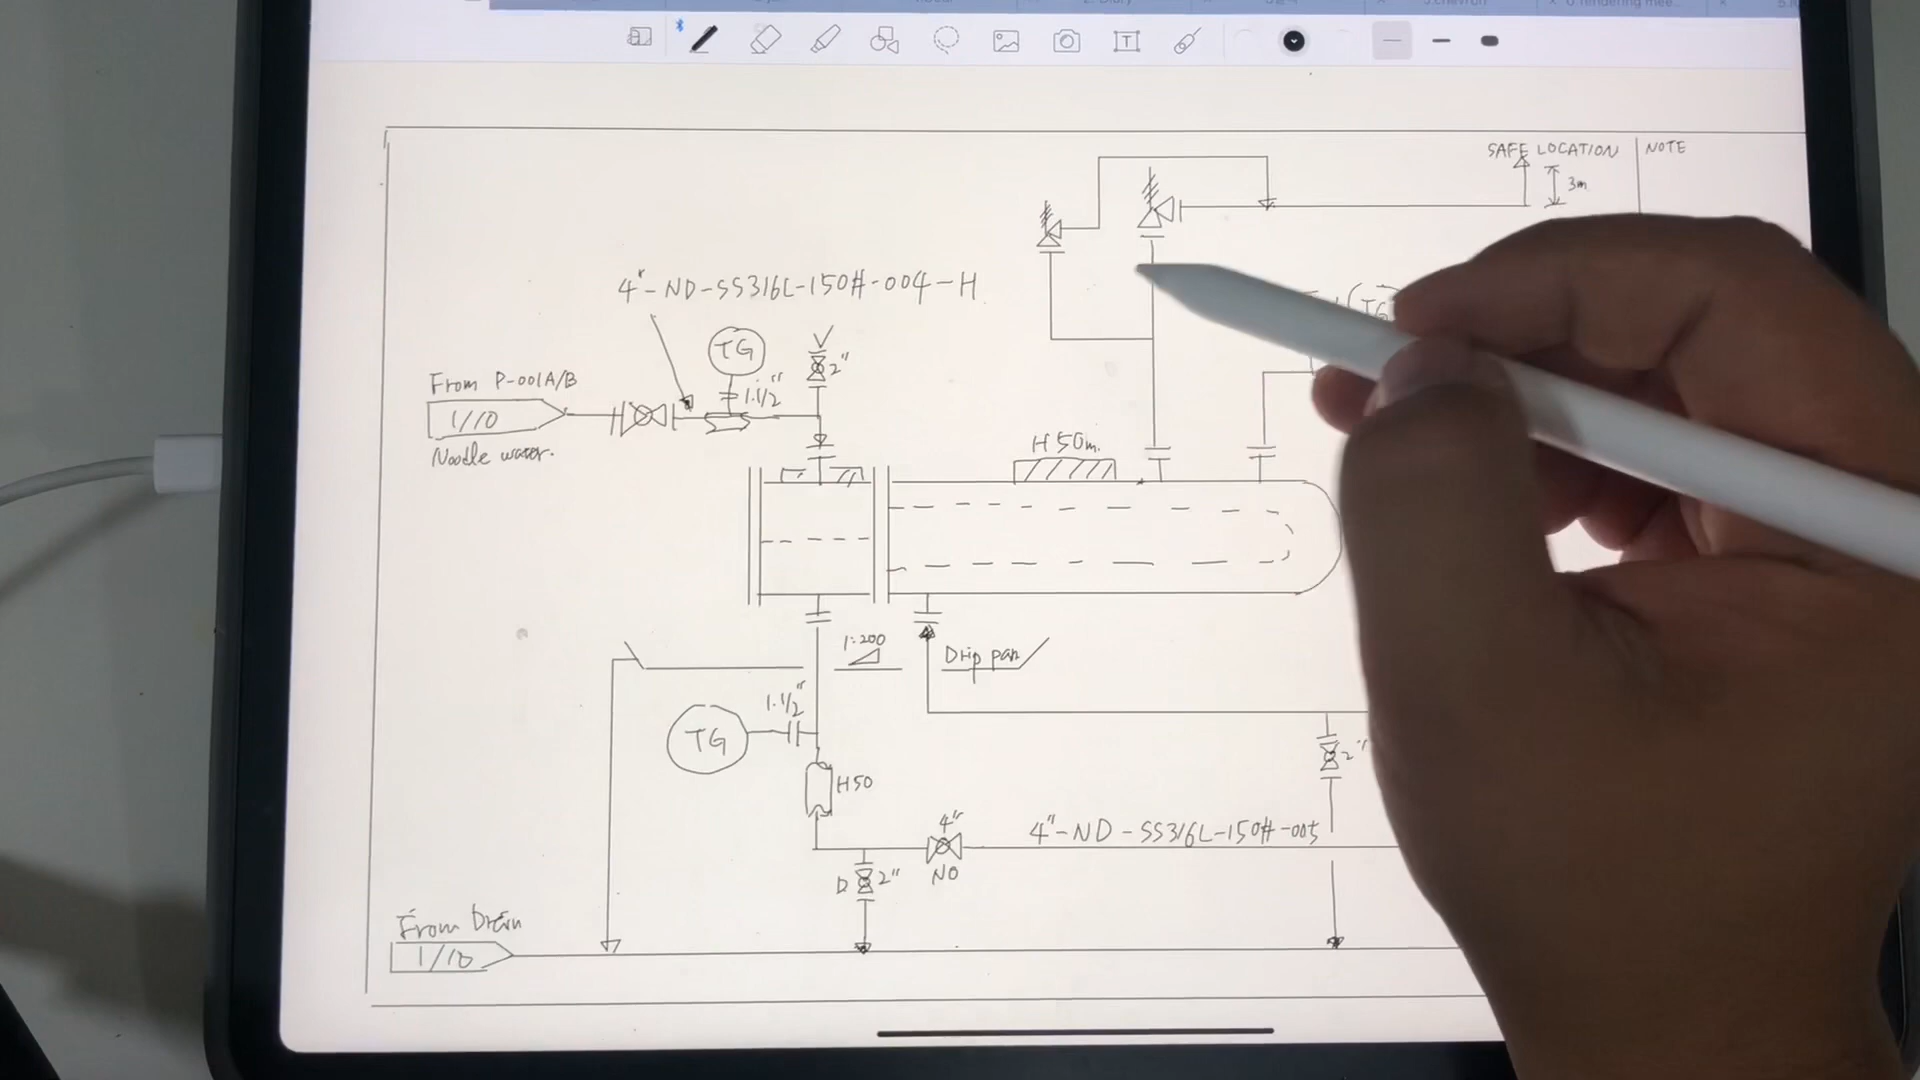 SAFE LOCATION
NOTE
3m
4"-ND-SS316L-150#-004-H
TG
V
2"
1.1/2"
From P-001A/B
1/10
Noodle water.
H50m.
TG
1:200
Drip pan
1.1/2"
TG
H50
2"
4"
4"-ND-SS316L-150#-005
D
2"
NO
From Drain
1/10